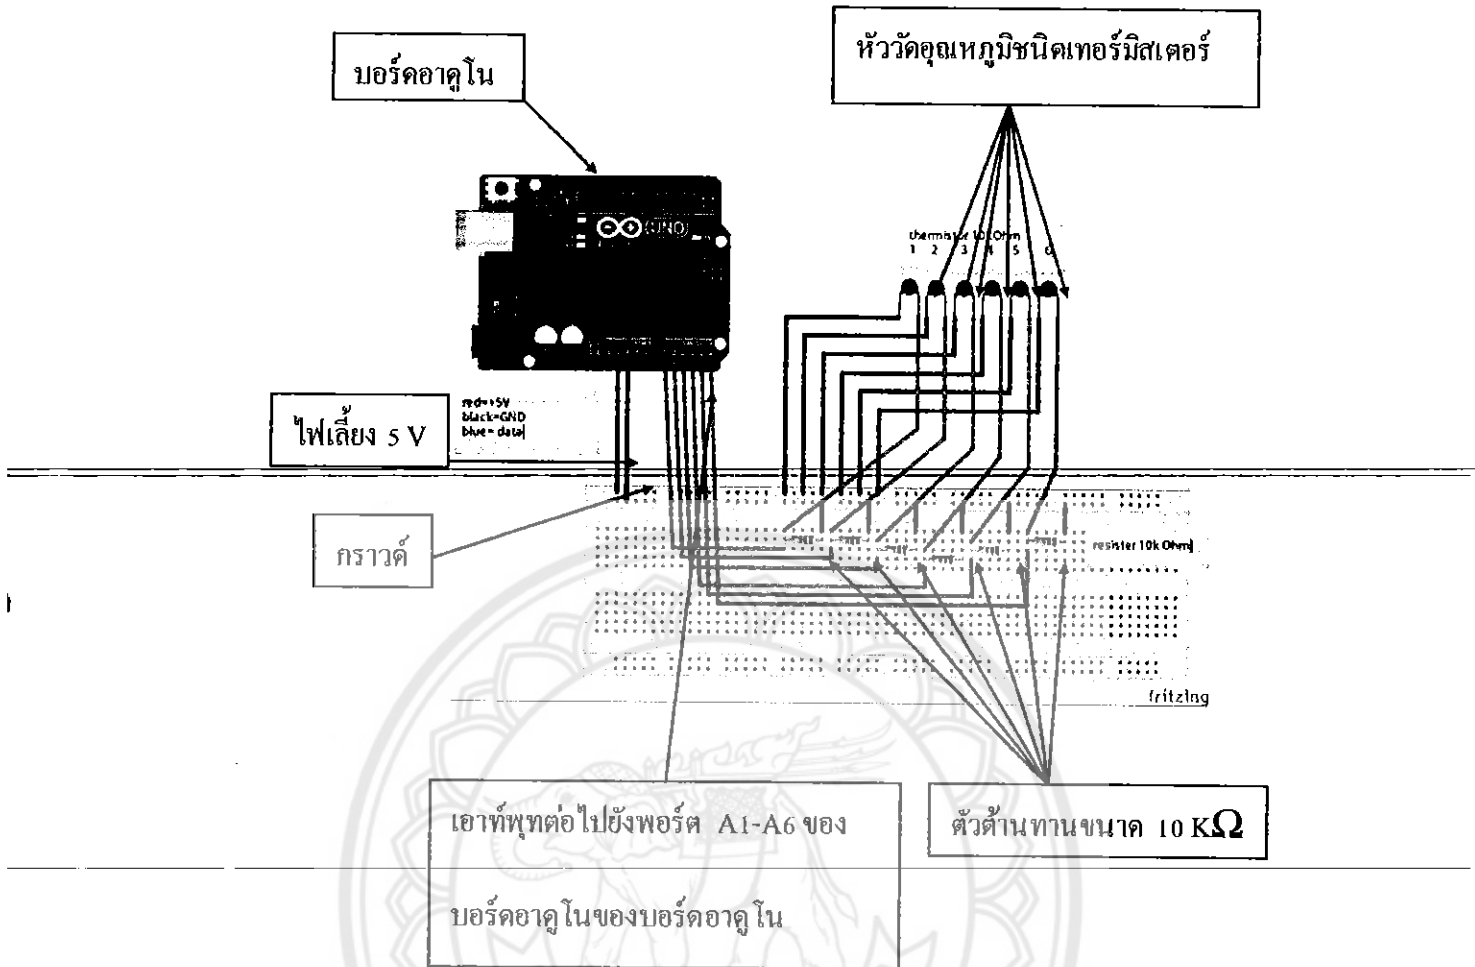 บอร์ดอาดูโน
หัววัดอุณหภูมิชนิดเทอร์มิสเตอร์
UNO
thermistor 10kOhm
1 2 3 4 5 6
red=+5V
black=GND
blue= data
ไฟเลี้ยง 5 V
กราวด์
resister 10k Ohm
fritzing
เอาท์พุทต่อไปยังพอร์ต A1-A6 ของ
บอร์ดอาดูโนของบอร์ดอาดูโน
ตัวต้านทานขนาด 10 KΩ